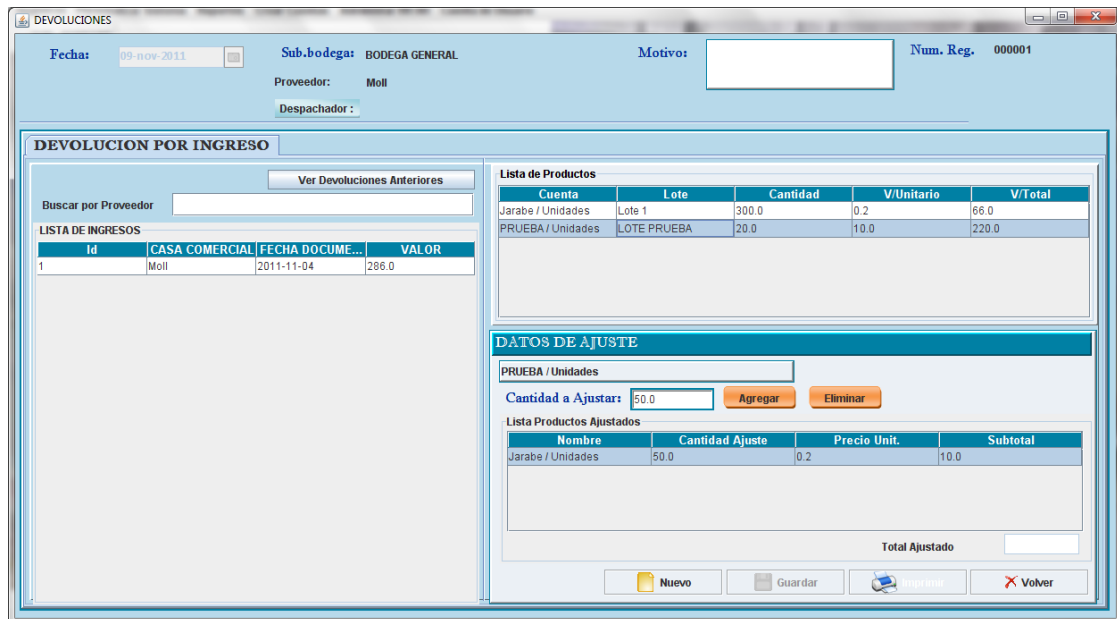 DEVOLUCIONES
Fecha: 09-nov-2011 Sub.bodega: BODEGA GENERAL Motivo: Num. Reg. 000001
Proveedor: Moll
Despachador :
DEVOLUCION POR INGRESO
Ver Devoluciones Anteriores
Buscar por Proveedor
LISTA DE INGRESOS
Id CASA COMERCIAL FECHA DOCUME... VALOR
1 Moll 2011-11-04 286.0
Lista de Productos
Cuenta Lote Cantidad V/Unitario V/Total
Jarabe / Unidades Lote 1 300.0 0.2 66.0
PRUEBA / Unidades LOTE PRUEBA 20.0 10.0 220.0
DATOS DE AJUSTE
PRUEBA / Unidades
Cantidad a Ajustar: 50.0 Agregar Eliminar
Lista Productos Ajustados
Nombre Cantidad Ajuste Precio Unit. Subtotal
Jarabe / Unidades 50.0 0.2 10.0
Total Ajustado
Nuevo Guardar Imprimir Volver